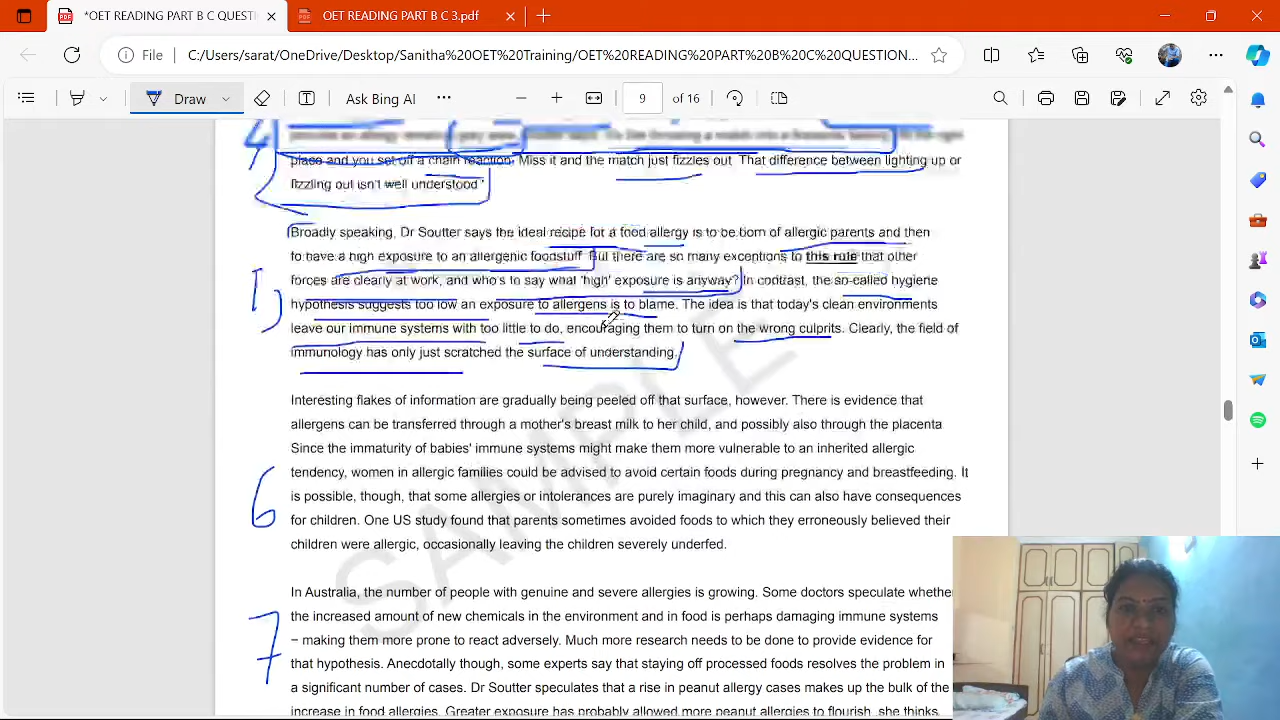 *OET READING PART B C QUESTI
OET READING PART B C 3.pdf
File
C:/Users/sarat/OneDrive/Desktop/Sanitha%20OET%20Training/OET%20READING%20PART%20B%20C%20QUESTION...
Draw
Ask Bing AI
9 of 16
4
place and you set off a chain reaction. Miss it and the match just fizzles out. That difference between lighting up or
fizzling out isn't well understood"
Broadly speaking, Dr Soutter says the ideal recipe for a food allergy is to be born of allergic parents and then
to have a high exposure to an allergenic foodstuff. But there are so many exceptions to this rule that other
forces are clearly at work, and who's to say what 'high' exposure is anyway? In contrast, the so-called hygiene
hypothesis suggests too low an exposure to allergens is to blame. The idea is that today's clean environments
leave our immune systems with too little to do, encouraging them to turn on the wrong culprits. Clearly, the field of
immunology has only just scratched the surface of understanding.
Interesting flakes of information are gradually being peeled off that surface, however. There is evidence that
allergens can be transferred through a mother's breast milk to her child, and possibly also through the placenta
Since the immaturity of babies' immune systems might make them more vulnerable to an inherited allergic
tendency, women in allergic families could be advised to avoid certain foods during pregnancy and breastfeeding. It
6
is possible, though, that some allergies or intolerances are purely imaginary and this can also have consequences
for children. One US study found that parents sometimes avoided foods to which they erroneously believed their
children were allergic, occasionally leaving the children severely underfed.
In Australia, the number of people with genuine and severe allergies is growing. Some doctors speculate whethe
the increased amount of new chemicals in the environment and in food is perhaps damaging immune systems
7
– making them more prone to react adversely. Much more research needs to be done to provide evidence for
that hypothesis. Anecdotally though, some experts say that staying off processed foods resolves the problem in
a significant number of cases. Dr Soutter speculates that a rise in peanut allergy cases makes up the bulk of the
increase in food allergies. Greater exposure has probably allowed more peanut allergies to flourish, she thinks.
SAMPLE